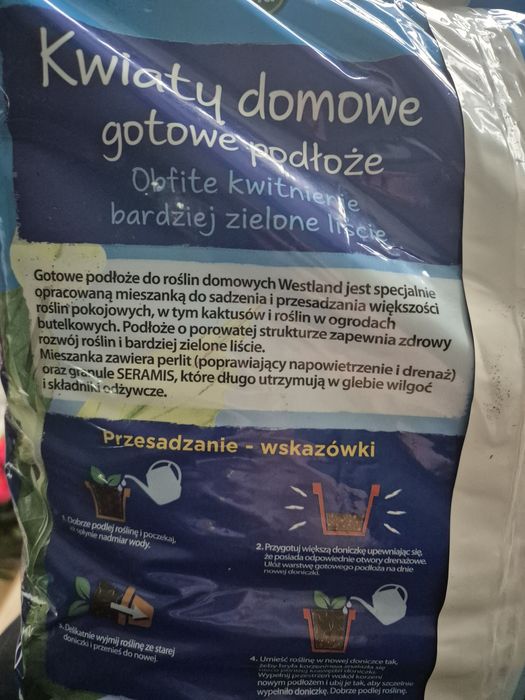 Kwiaty domowe
gotowe podłoże
Obfite kwitnienie
bardziej zielone liście
Gotowe podłoże do roślin domowych Westland jest specjalnie
opracowaną mieszanką do sadzenia i przesadzania większości
roślin pokojowych, w tym kaktusów i roślin w ogrodach
butelkowych. Podłoże o porowatej strukturze zapewnia zdrowy
rozwój roślin i bardziej zielone liście.
Mieszanka zawiera perlit (poprawiający napowietrzenie i drenaż)
oraz granule SERAMIS, które długo utrzymują w glebie wilgoć
i składniki odżywcze.
Przesadzanie - wskazówki
1. Dobrze podlej roślinę i poczekaj,
aż spłynie nadmiar wody.
2. Przygotuj większą doniczkę upewniając się,
że posiada odpowiednie otwory drenażowe.
Ułóż warstwę gotowego podłoża na dnie
nowej doniczki.
3. Delikatnie wyjmij roślinę ze starej
doniczki i przenieś do nowej.
4. Umieść roślinę w nowej doniczce tak,
żeby bryła korzeniowa znalazła się
Wypełnij przestrzeń wokół korzeni
nowym podłożem i ubij je tak, aby szczelnie
wypełniło doniczkę. Dobrze podlej roślinę